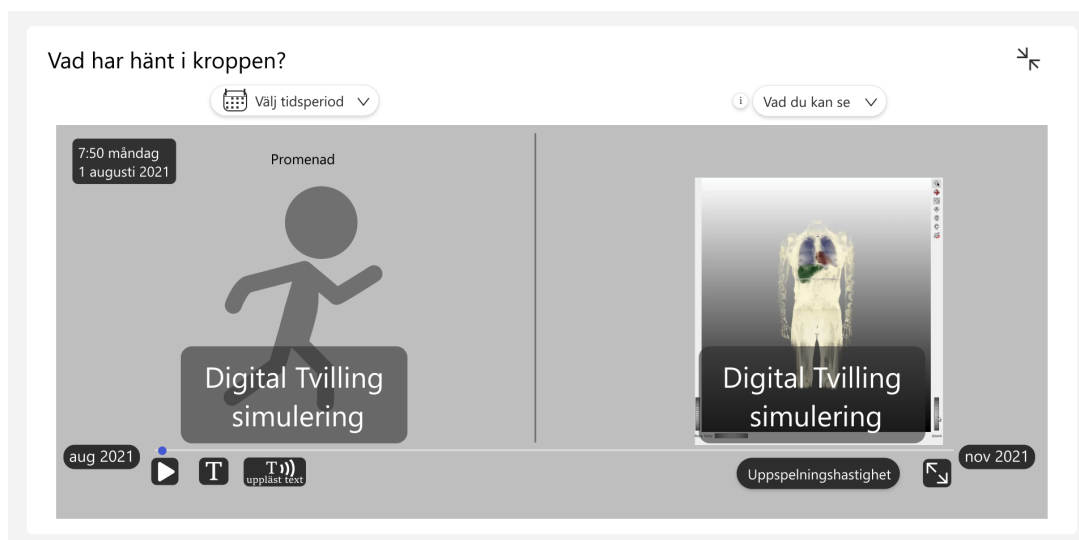 Vad har hänt i kroppen?
Välj tidsperiod
i
Vad du kan se
7:50 måndag
1 augusti 2021
Promenad
Digital Tvilling
simulering
Digital Tvilling
simulering
aug 2021
nov 2021
T
T
uppläst text
Uppspelningshastighet